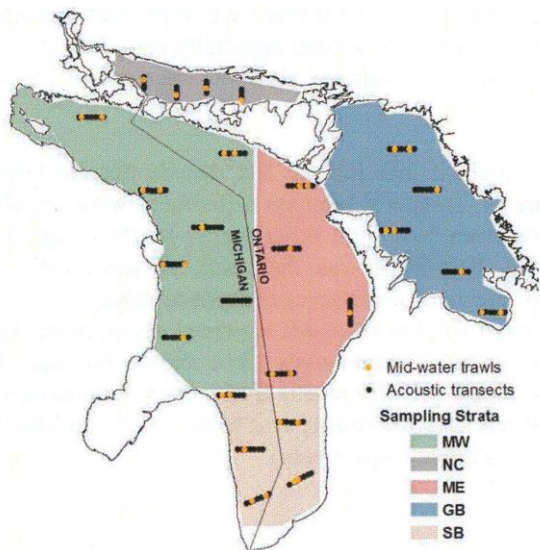 ONTARIO
MICHIGAN
Mid-water trawls
Acoustic transects
Sampling Strata
MW
NC
ME
GB
SB